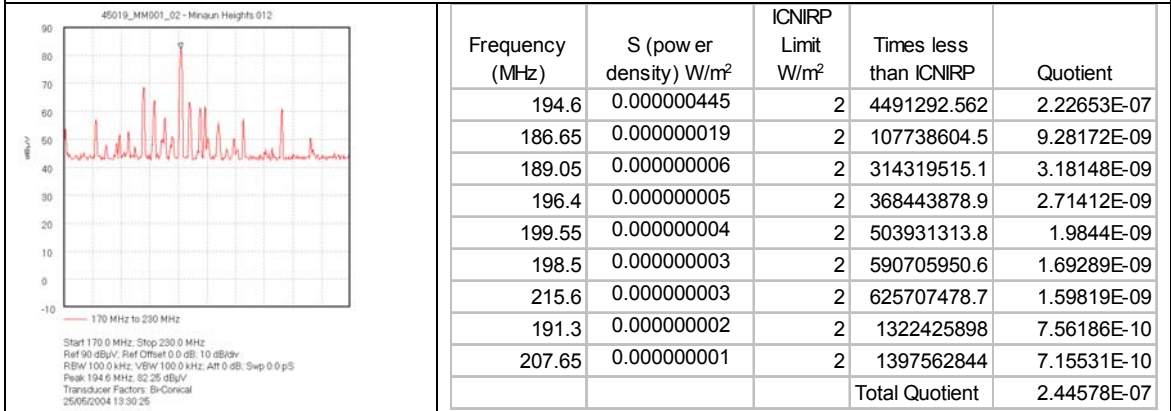 45019_MM001_02 - Minaun Heights 012
90
80
70
60
50
40
30
20
10
0
-10
dBµV
170 MHz to 230 MHz
Start 170.0 MHz; Stop 230.0 MHz
Ref 90 dBµV; Ref Offset 0.0 dB; 10 dB/div
RBW 100.0 kHz; VBW 100.0 kHz; Att 0 dB; Swp 0.0 pS
Peak 194.6 MHz, 82.25 dBµV
Transducer Factors: Bi-Conical
25/05/2004 13:30:25
Frequency (MHz) S (power density) W/m² ICNIRP Limit W/m² Times less than ICNIRP Quotient
194.6 0.000000445 2 4491292.562 2.22653E-07
186.65 0.000000019 2 107738604.5 9.28172E-09
189.05 0.000000006 2 314319515.1 3.18148E-09
196.4 0.000000005 2 368443878.9 2.71412E-09
199.55 0.000000004 2 503931313.8 1.9844E-09
198.5 0.000000003 2 590705950.6 1.69289E-09
215.6 0.000000003 2 625707478.7 1.59819E-09
191.3 0.000000002 2 1322425898 7.56186E-10
207.65 0.000000001 2 1397562844 7.15531E-10
Total Quotient 2.44578E-07